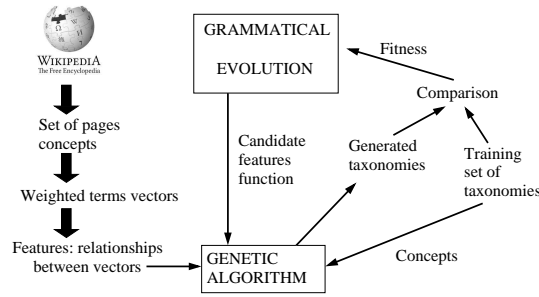 WIKIPEDIA
The Free Encyclopedia
Set of pages
concepts
Weighted terms vectors
Features: relationships
between vectors
GRAMMATICAL
EVOLUTION
Candidate
features
function
GENETIC
ALGORITHM
Generated
taxonomies
Fitness
Comparison
Training
set of
taxonomies
Concepts